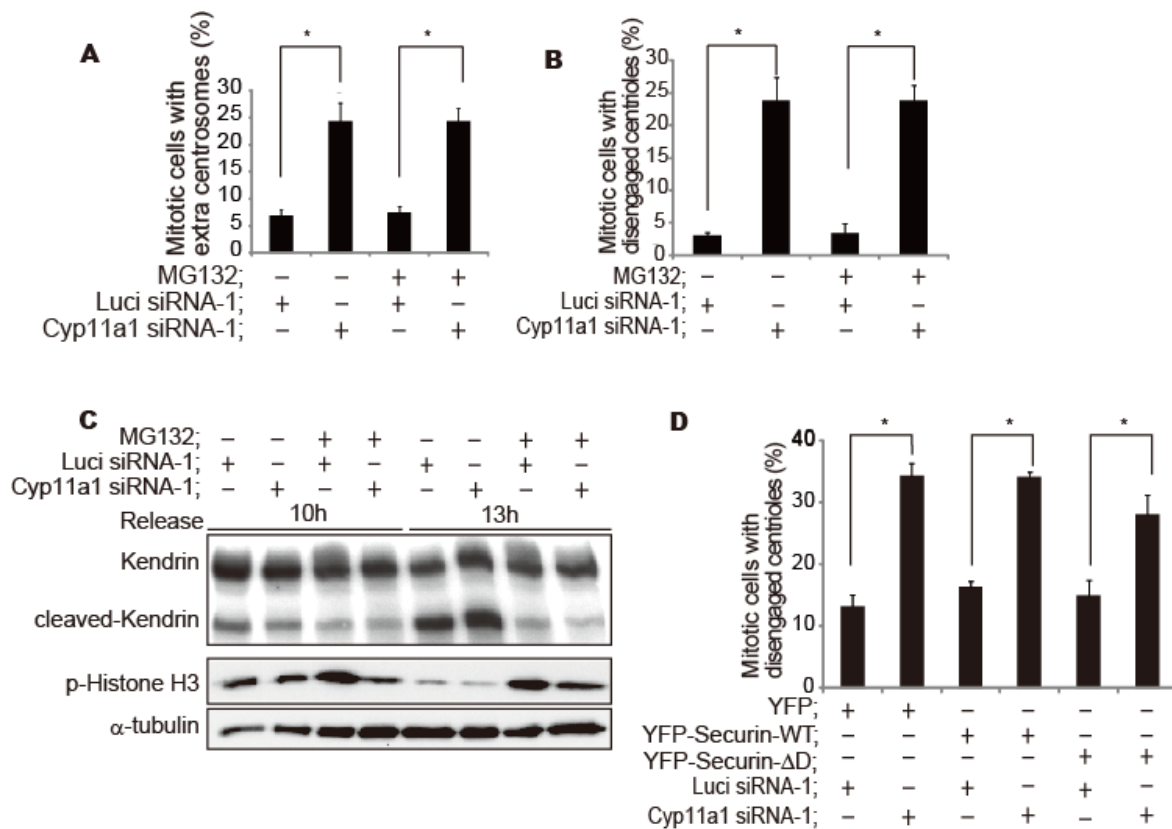 A
Mitotic cells with
extra centrosomes (%)
30
25
20
15
10
5
0
* *
MG132; – – + +
Luci siRNA-1; + – + –
Cyp11a1 siRNA-1; – + – +
B
Mitotic cells with
disengaged centrioles (%)
30
25
20
15
10
5
0
* *
MG132; – – + +
Luci siRNA-1; + – + –
Cyp11a1 siRNA-1; – + – +
C
MG132; – – + + – – + +
Luci siRNA-1; + – + – + – + –
Cyp11a1 siRNA-1; – + – + – + – +
Release 10h 13h
Kendrin
cleaved-Kendrin
p-Histone H3
α-tubulin
D
Mitotic cells with
disengaged centrioles (%)
40
30
20
10
0
* * *
YFP; + + – – – –
YFP-Securin-WT; – – + + – –
YFP-Securin-ΔD; – – – – + +
Luci siRNA-1; + – + – + –
Cyp11a1 siRNA-1; – + – + – +